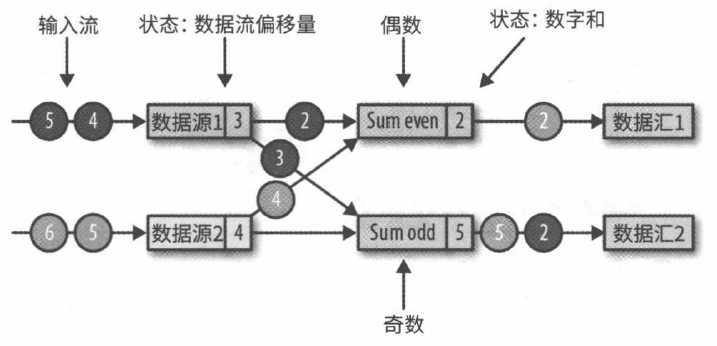 输入流
状态：数据流偏移量
偶数
状态：数字和
5
4
数据源1
3
2
Sum even
2
2
数据汇1
3
4
6
5
数据源2
4
Sum odd
5
5
2
数据汇2
奇数